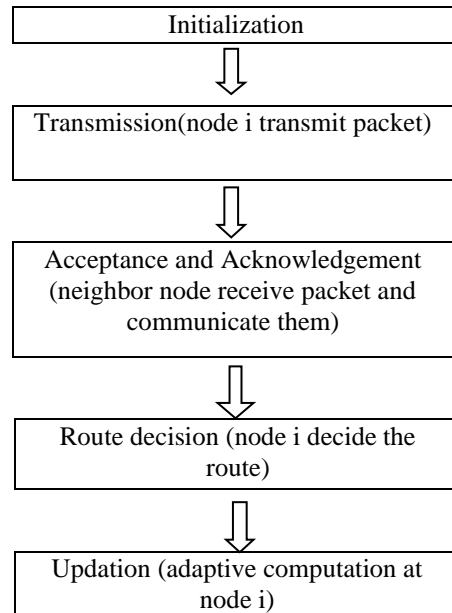 Initialization
Transmission(node i transmit packet)
Acceptance and Acknowledgement
(neighbor node receive packet and
communicate them)
Route decision (node i decide the
route)
Updation (adaptive computation at
node i)